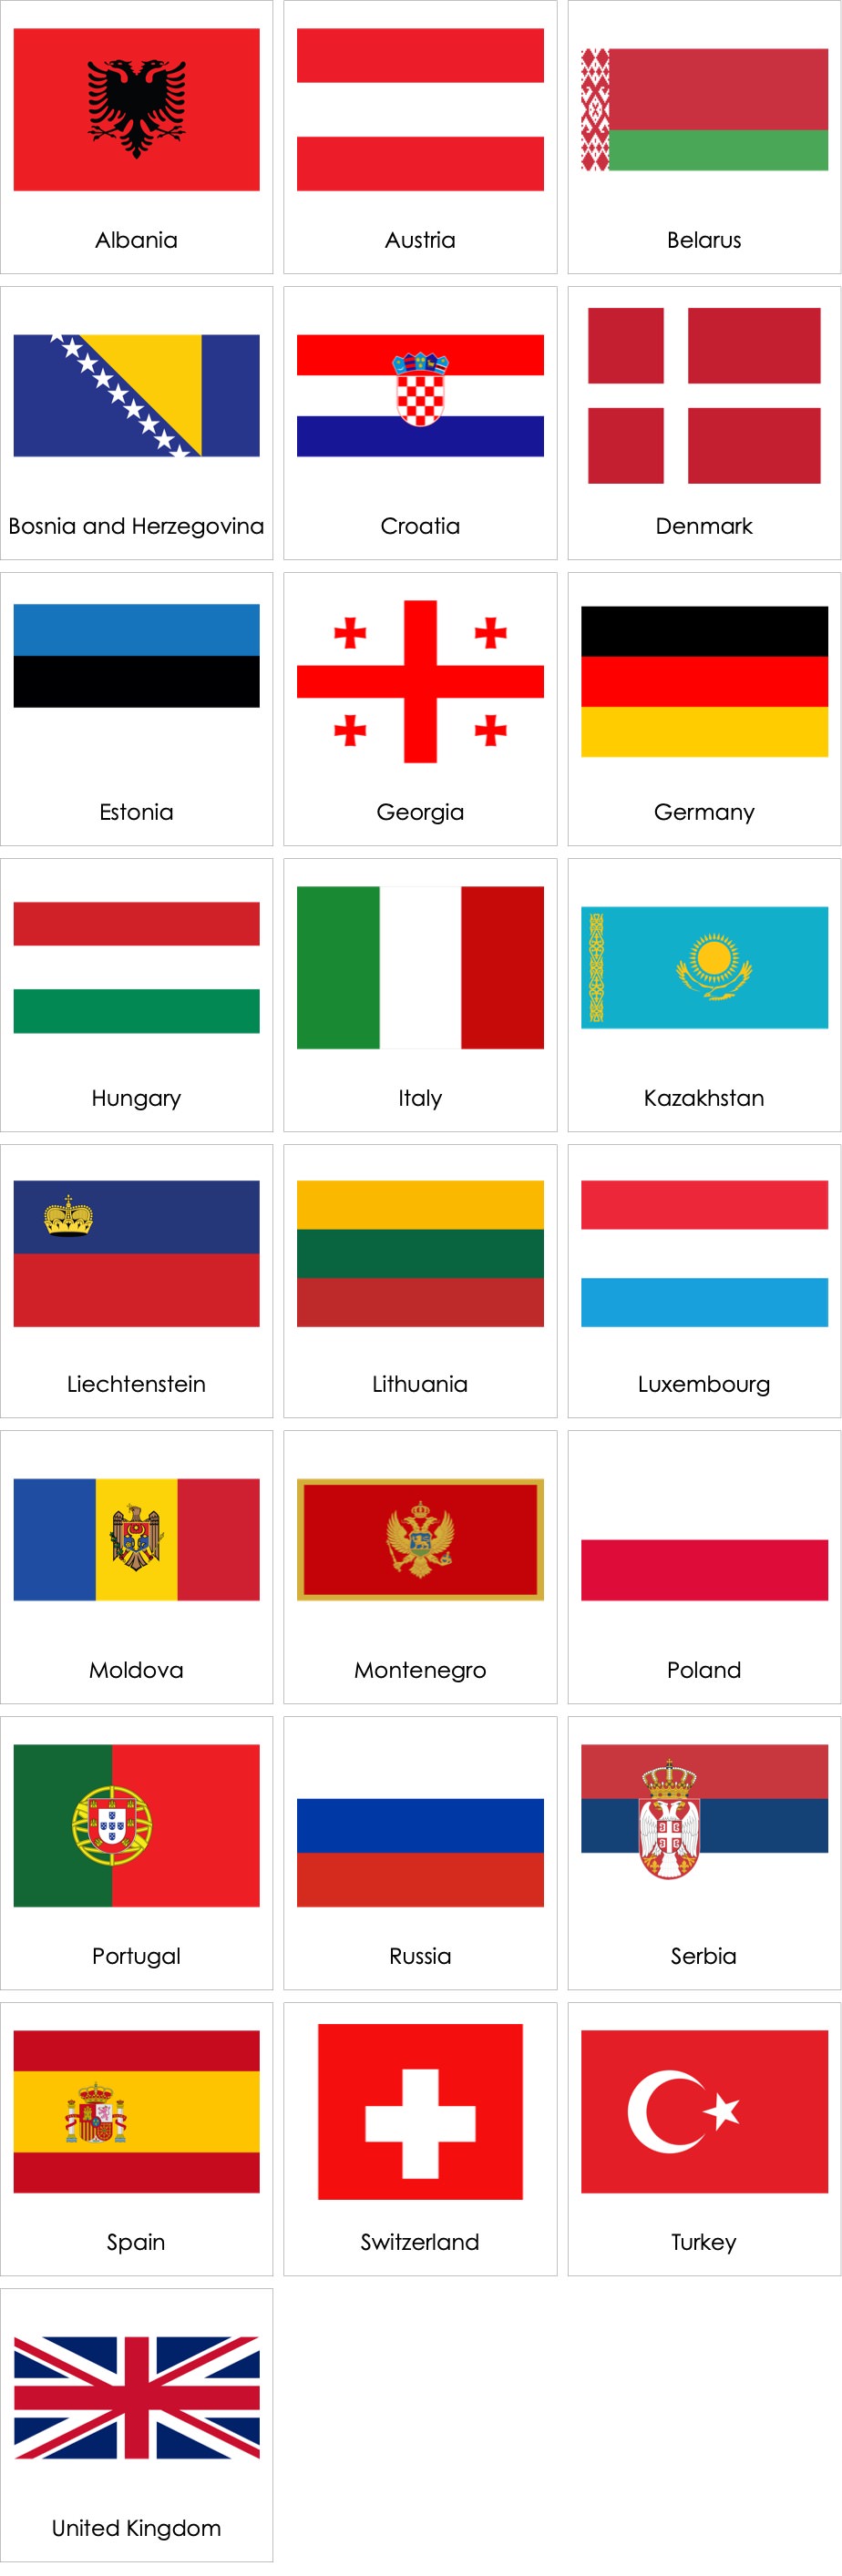 Albania
Austria
Belarus
Bosnia and Herzegovina
Croatia
Denmark
Estonia
Georgia
Germany
Hungary
Italy
Kazakhstan
Liechtenstein
Lithuania
Luxembourg
Moldova
Montenegro
Poland
Portugal
Russia
Serbia
Spain
Switzerland
Turkey
United Kingdom